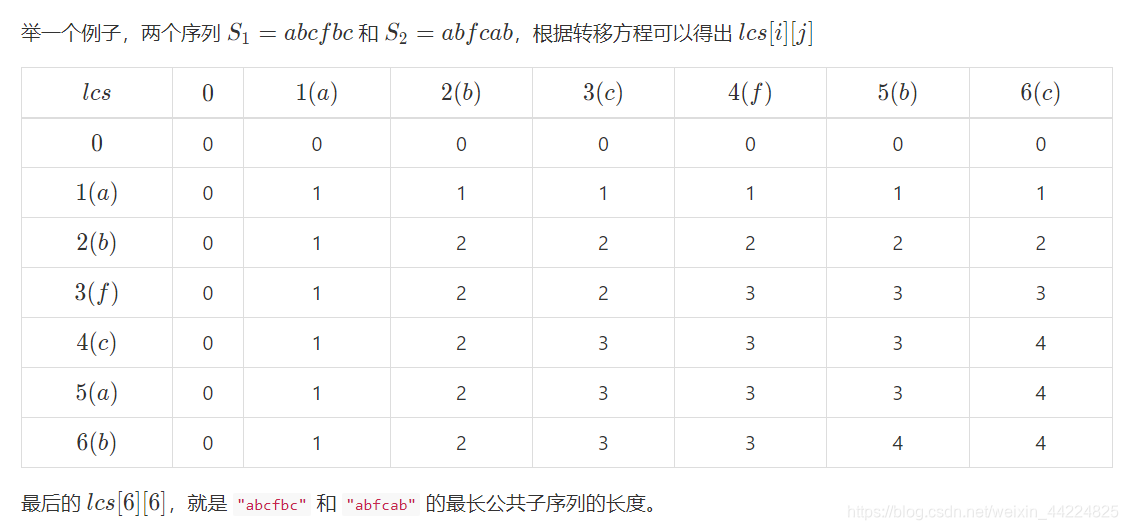 举一个例子，两个序列 S₁ = abcfbc 和 S₂ = abfcab，根据转移方程可以得出 lcs[i][j]
lcs 0 1(a) 2(b) 3(c) 4(f) 5(b) 6(c)
0 0 0 0 0 0 0 0
1(a) 0 1 1 1 1 1 1
2(b) 0 1 2 2 2 2 2
3(f) 0 1 2 2 3 3 3
4(c) 0 1 2 3 3 3 4
5(a) 0 1 2 3 3 3 4
6(b) 0 1 2 3 3 4 4
最后的 lcs[6][6]，就是 "abcfbc" 和 "abfcab" 的最长公共子序列的长度。
https://blog.csdn.net/weixin_44224825